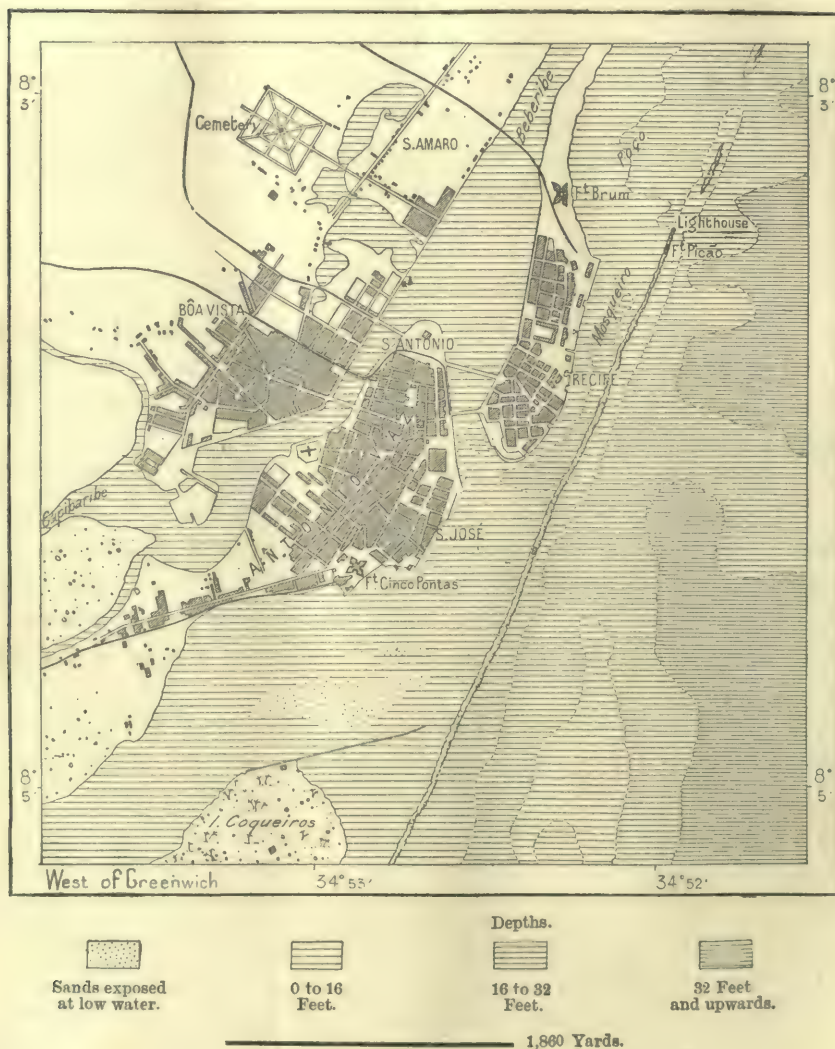 8° 3′
8° 3′
Cemetery
S. AMARO
Beberibe
Poço
Ft Brum
Lighthouse
Ft Picão
Mosqueiro
BÔA VISTA
S. ANTONIO
RECIFE
Capibaribe
S. JOSÉ
Ft Cinco Pontas
8° 5′
8° 5′
I. Coqueiros
West of Greenwich
34° 53′
34° 52′
Depths.
Sands exposed
at low water.
0 to 16
Feet.
16 to 32
Feet.
32 Feet
and upwards.
1,860 Yards.